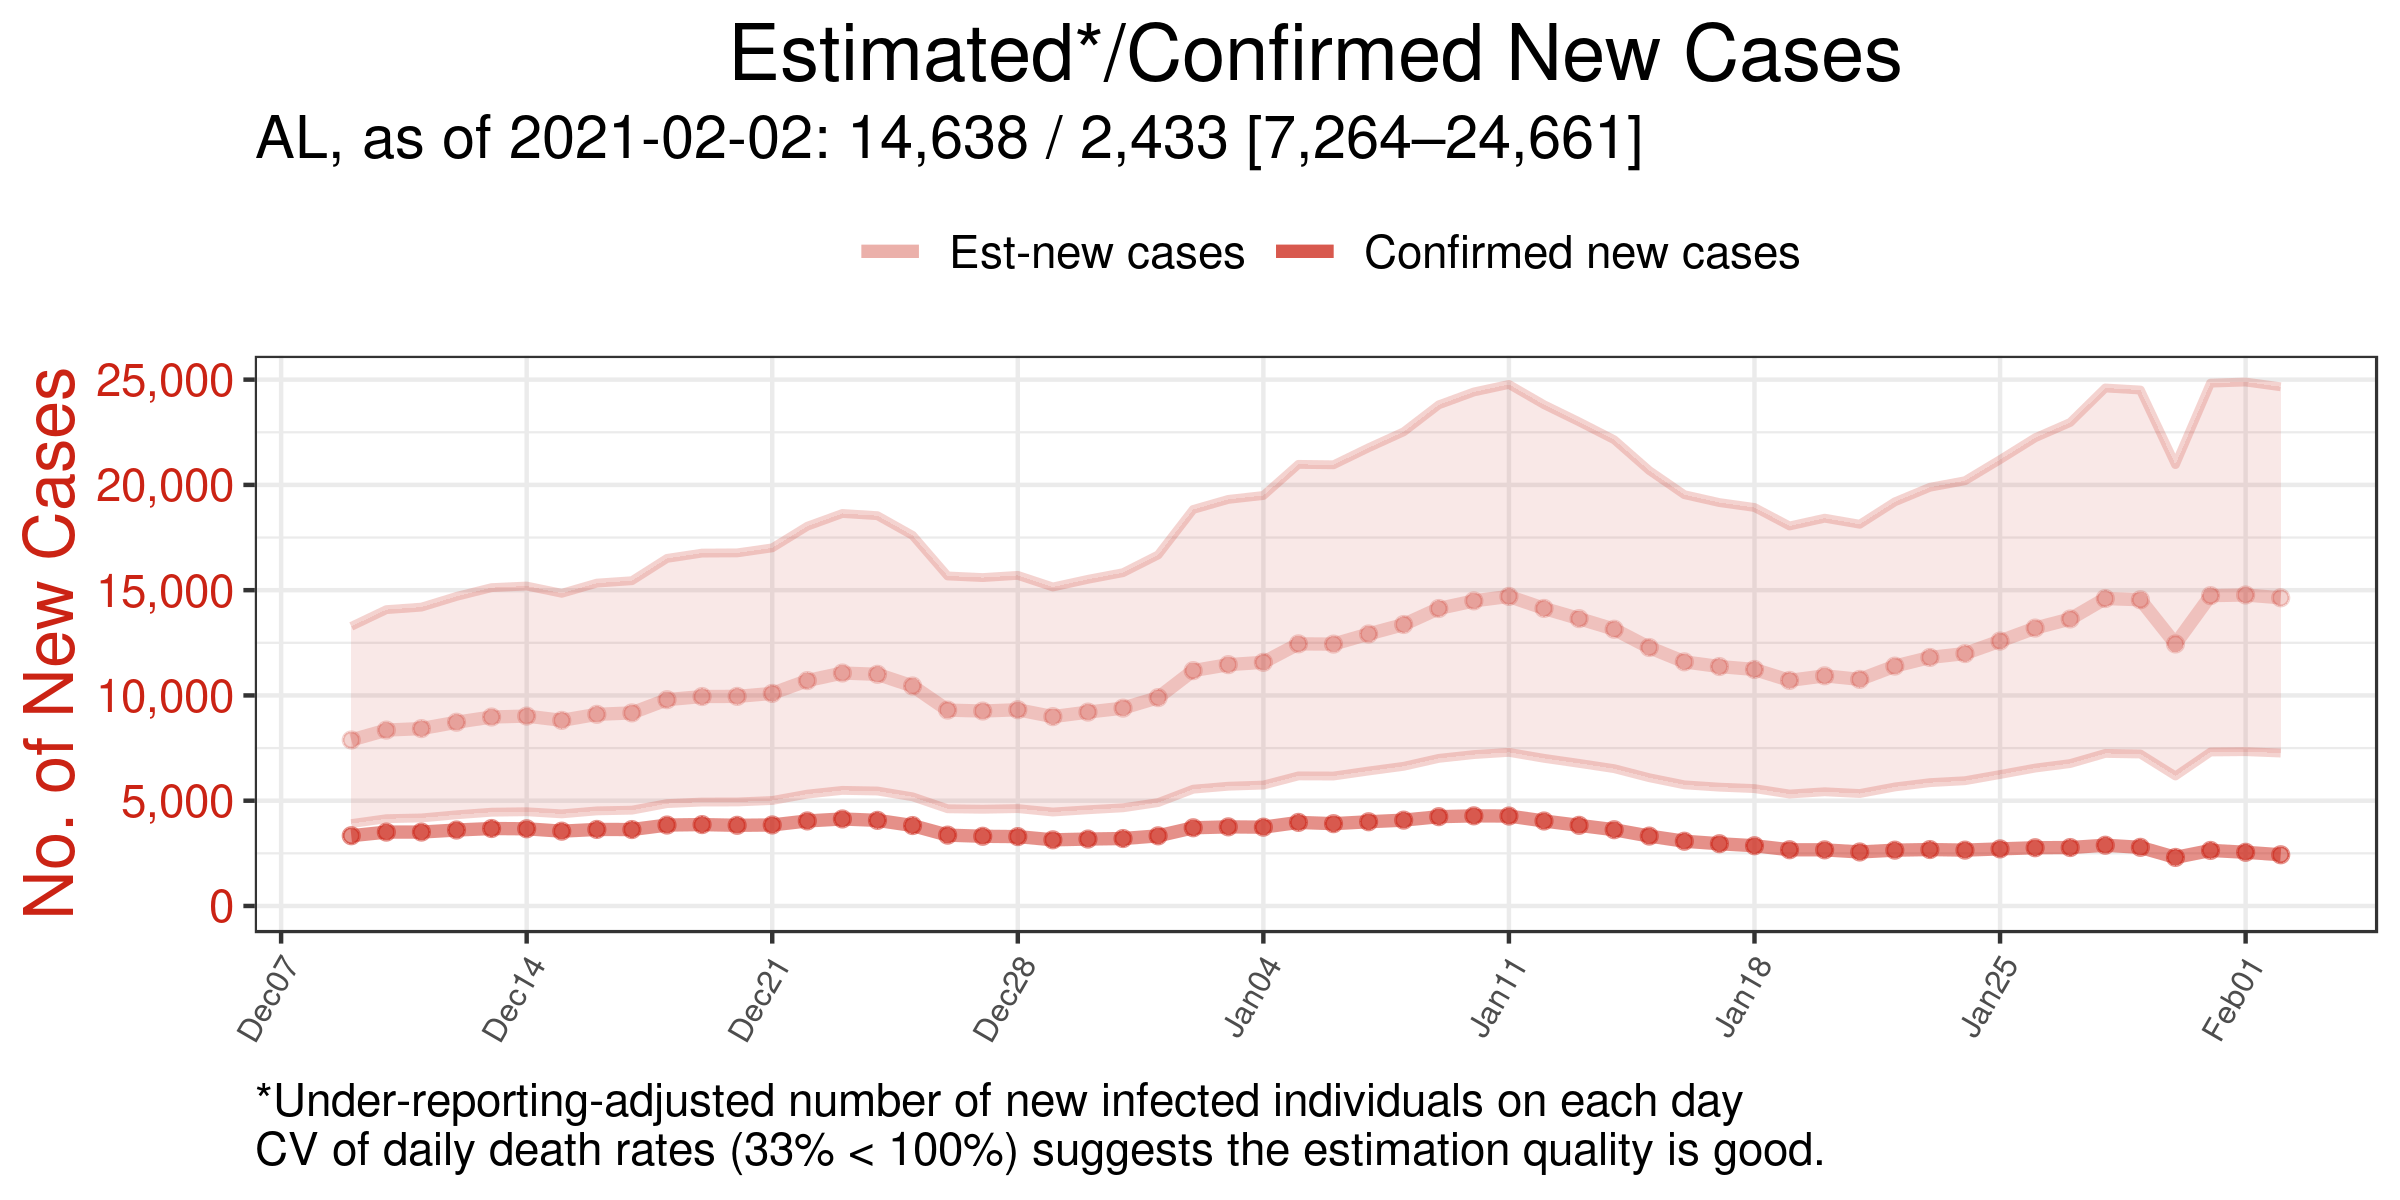 Estimated*/Confirmed New Cases
AL, as of 2021-02-02: 14,638 / 2,433 [7,264–24,661]
Est-new cases Confirmed new cases
No. of New Cases
25,000
20,000
15,000
10,000
5,000
0
Dec07 Dec14 Dec21 Dec28 Jan04 Jan11 Jan18 Jan25 Feb01
*Under-reporting-adjusted number of new infected individuals on each day
CV of daily death rates (33% < 100%) suggests the estimation quality is good.